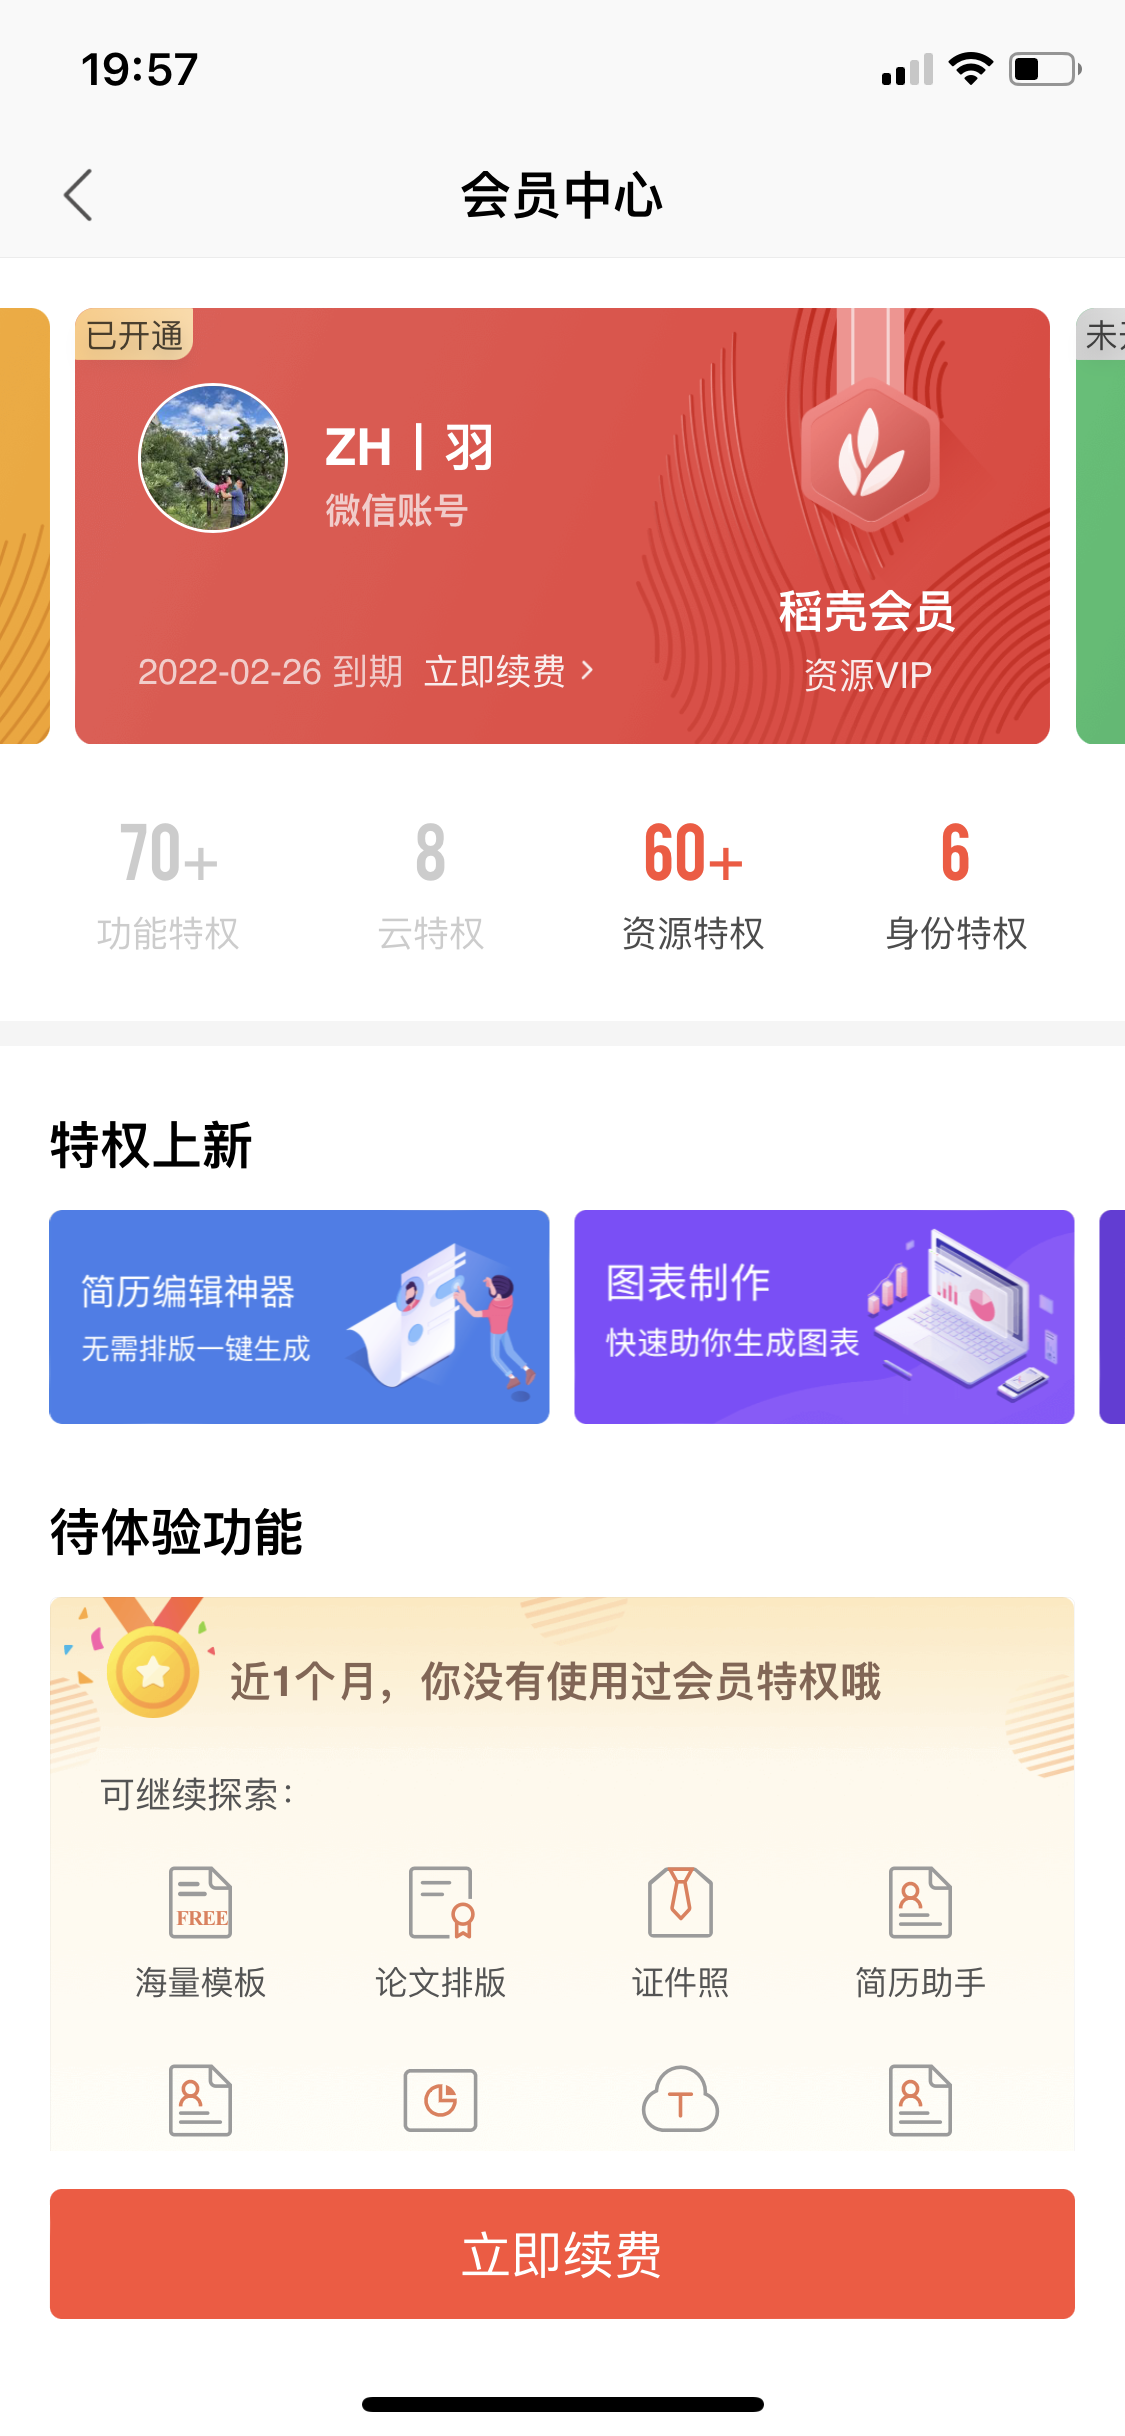 19:57
会员中心
已开通
未
ZH丨羽
微信账号
稻壳会员
2022-02-26 到期 立即续费
资源VIP
70+ 8 60+ 6
功能特权 云特权 资源特权 身份特权
特权上新
简历编辑神器
无需排版一键生成
图表制作
快速助你生成图表
待体验功能
近1个月，你没有使用过会员特权哦
可继续探索：
FREE
海量模板 论文排版 证件照 简历助手
T
立即续费